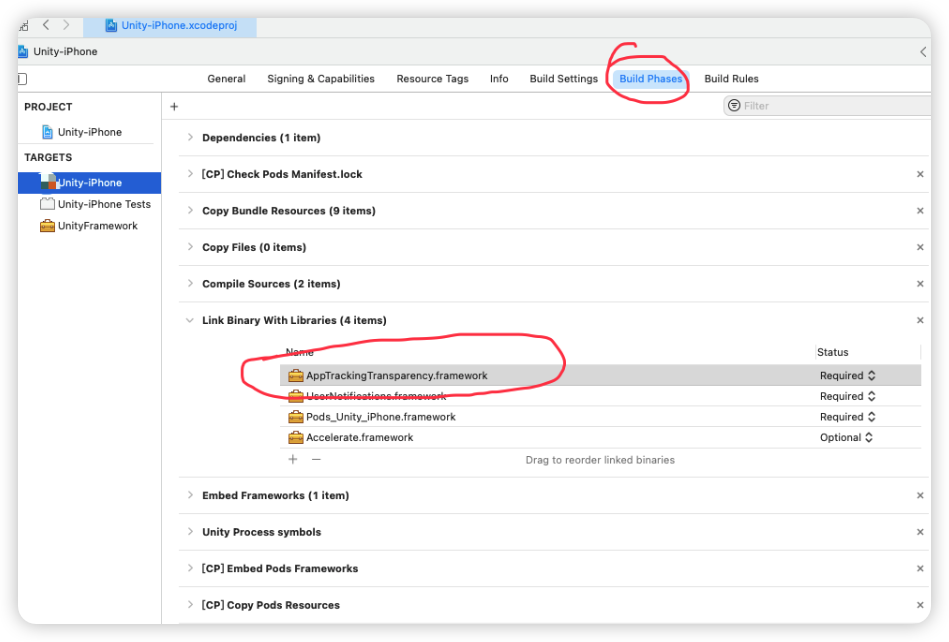 Unity-iPhone.xcodeproj
Unity-iPhone
General Signing & Capabilities Resource Tags Info Build Settings Build Phases Build Rules
PROJECT
+ Filter
Unity-iPhone
Dependencies (1 item)
TARGETS
[CP] Check Pods Manifest.lock
Unity-iPhone
Unity-iPhone Tests
Copy Bundle Resources (9 items)
UnityFramework
Copy Files (0 items)
Compile Sources (2 items)
Link Binary With Libraries (4 items)
Name Status
AppTrackingTransparency.framework Required
UserNotifications.framework Required
Pods_Unity_iPhone.framework Required
Accelerate.framework Optional
+ − Drag to reorder linked binaries
Embed Frameworks (1 item)
Unity Process symbols
[CP] Embed Pods Frameworks
[CP] Copy Pods Resources